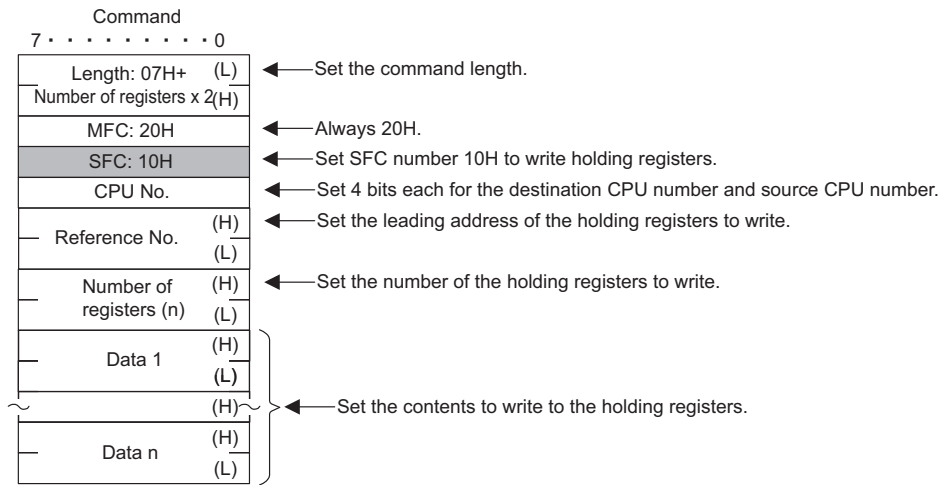 Command
7 · · · · · · · · · 0
Length: 07H+ (L)
Number of registers x 2 (H)
Set the command length.
MFC: 20H
Always 20H.
SFC: 10H
Set SFC number 10H to write holding registers.
CPU No.
Set 4 bits each for the destination CPU number and source CPU number.
Reference No. (H)
(L)
Set the leading address of the holding registers to write.
Number of (H)
registers (n) (L)
Set the number of the holding registers to write.
Data 1 (H)
(L)
(H)
Set the contents to write to the holding registers.
Data n (H)
(L)